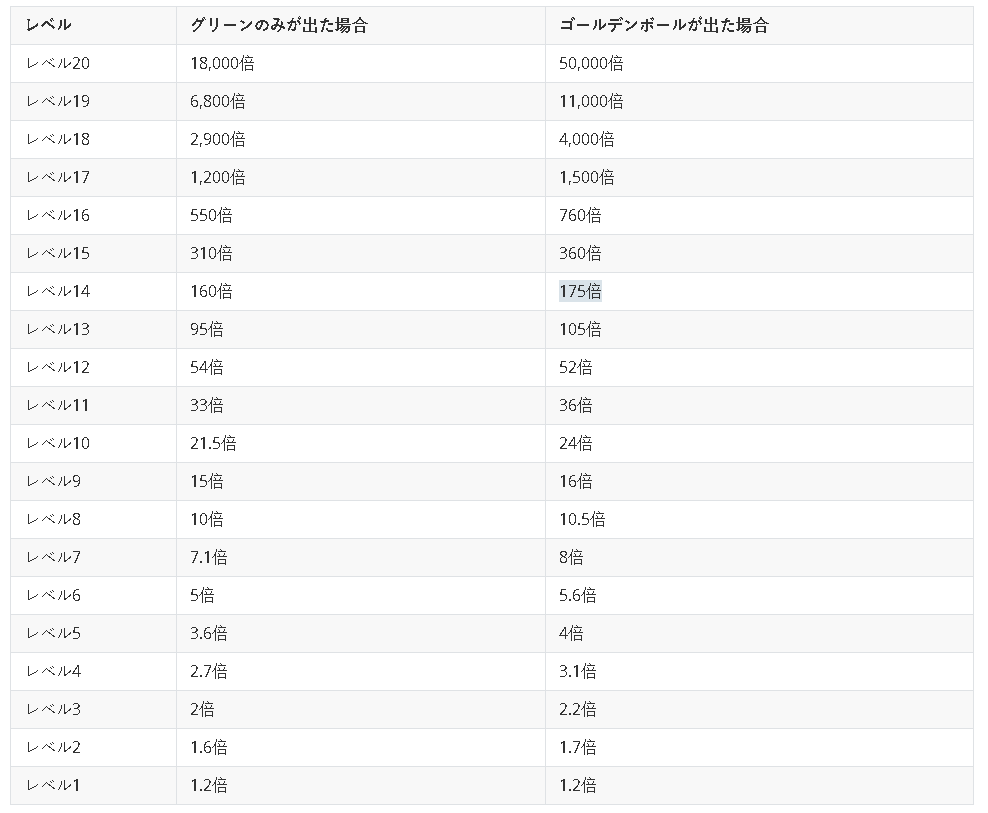 レベル グリーンのみが出た場合 ゴールデンボールが出た場合
レベル20 18,000倍 50,000倍
レベル19 6,800倍 11,000倍
レベル18 2,900倍 4,000倍
レベル17 1,200倍 1,500倍
レベル16 550倍 760倍
レベル15 310倍 360倍
レベル14 160倍 175倍
レベル13 95倍 105倍
レベル12 54倍 52倍
レベル11 33倍 36倍
レベル10 21.5倍 24倍
レベル9 15倍 16倍
レベル8 10倍 10.5倍
レベル7 7.1倍 8倍
レベル6 5倍 5.6倍
レベル5 3.6倍 4倍
レベル4 2.7倍 3.1倍
レベル3 2倍 2.2倍
レベル2 1.6倍 1.7倍
レベル1 1.2倍 1.2倍